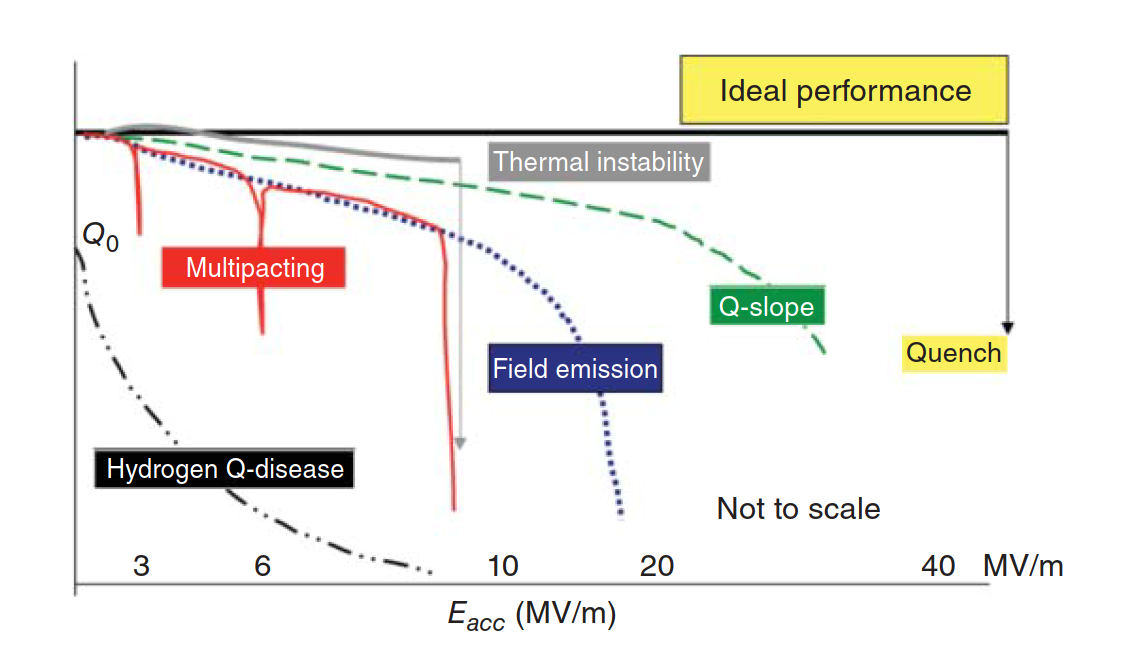 Ideal performance
Thermal instability
Q0
Multipacting
Q-slope
Quench
Field emission
Hydrogen Q-disease
Not to scale
3 6 10 20 40 MV/m
Eacc (MV/m)